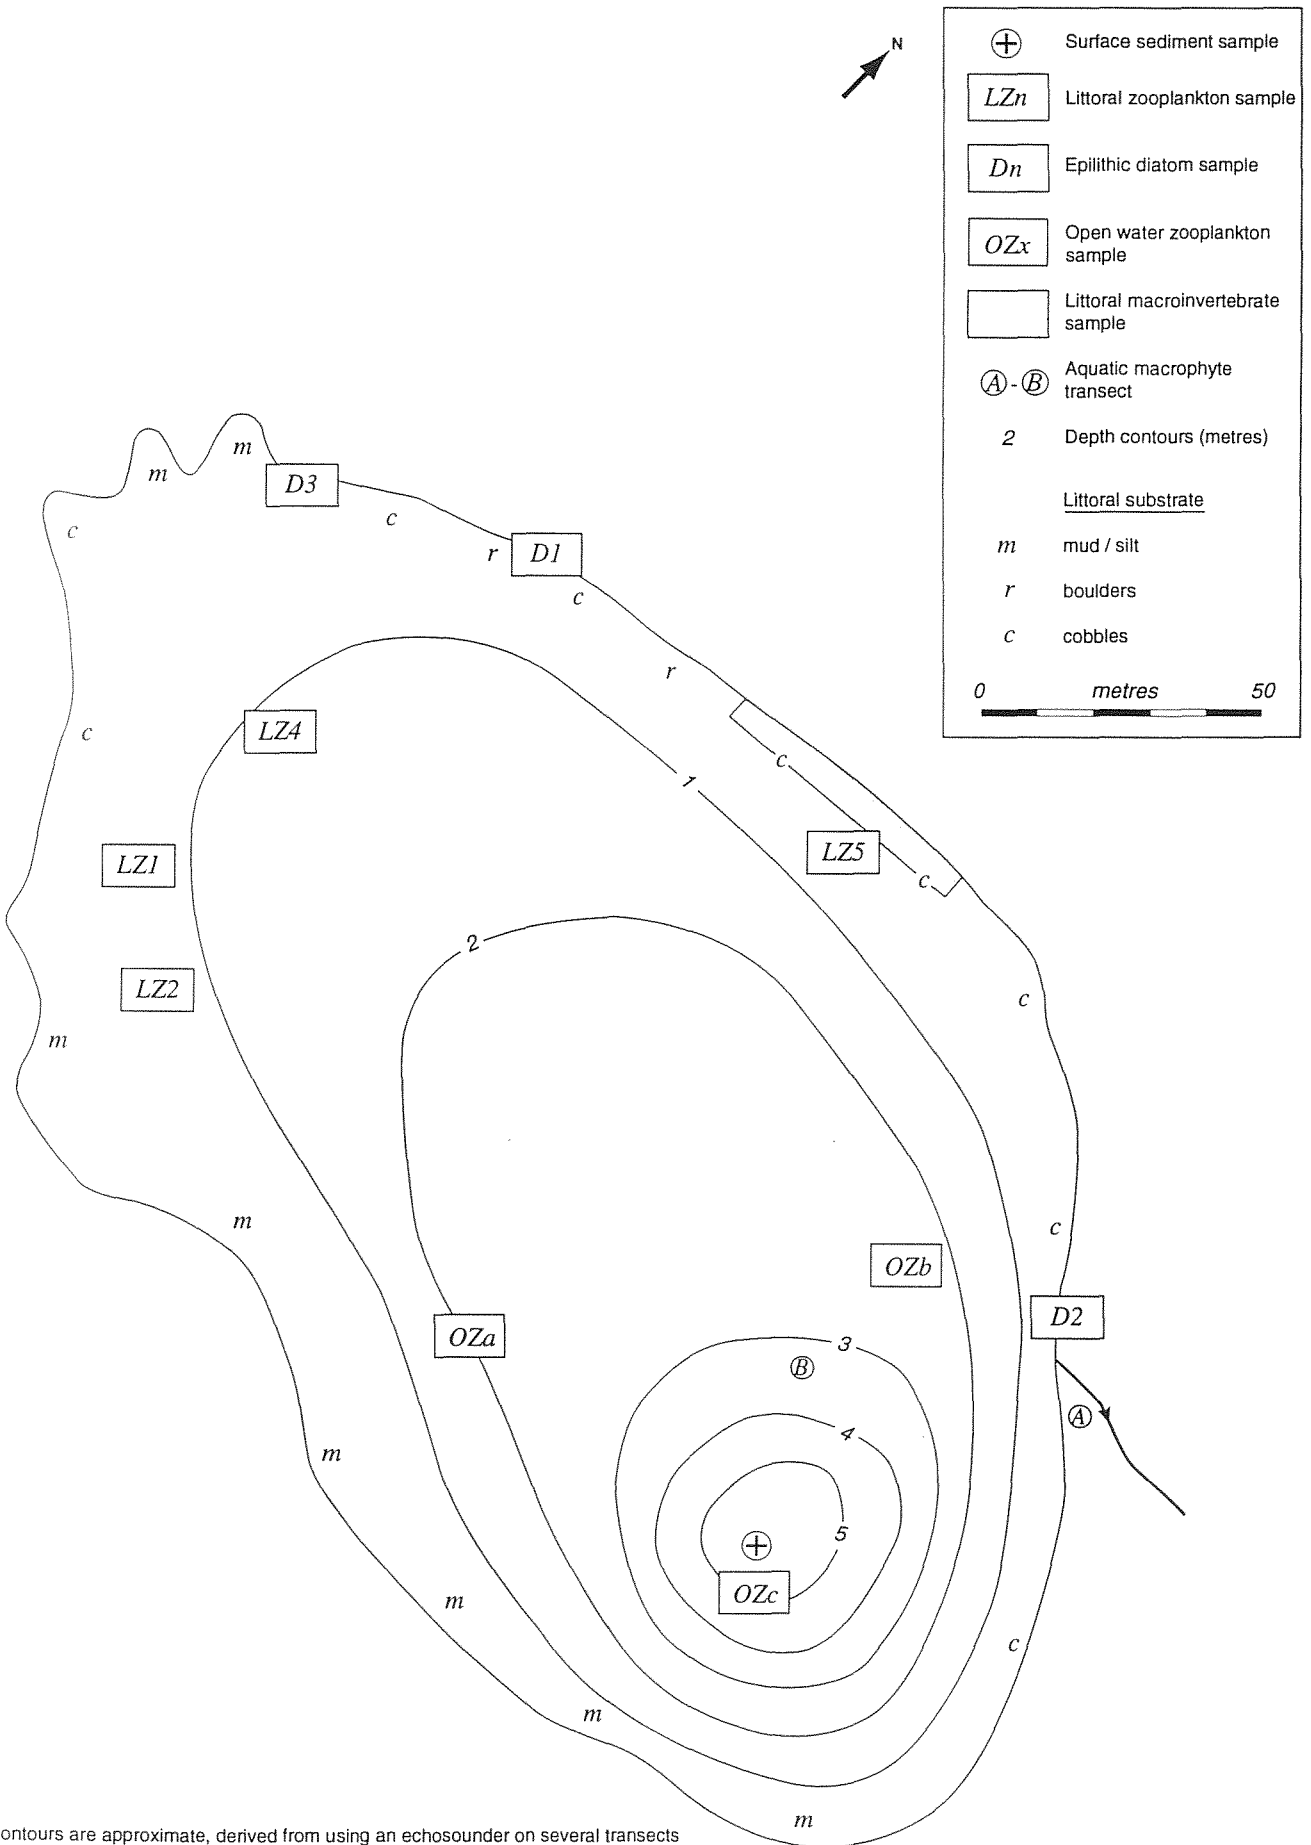 N
Surface sediment sample
LZn
Littoral zooplankton sample
Dn
Epilithic diatom sample
OZx
Open water zooplankton
sample
Littoral macroinvertebrate
sample
A - B
Aquatic macrophyte
transect
2
Depth contours (metres)
Littoral substrate
m
mud / silt
r
boulders
c
cobbles
0 metres 50
m
m
D3
c
c
r
D1
c
r
LZ4
c
c
1
LZ5
LZ1
c
2
LZ2
c
m
m
c
OZb
D2
OZa
3
B
A
4
m
5
OZc
m
c
m
m
ontours are approximate, derived from using an echosounder on several transects